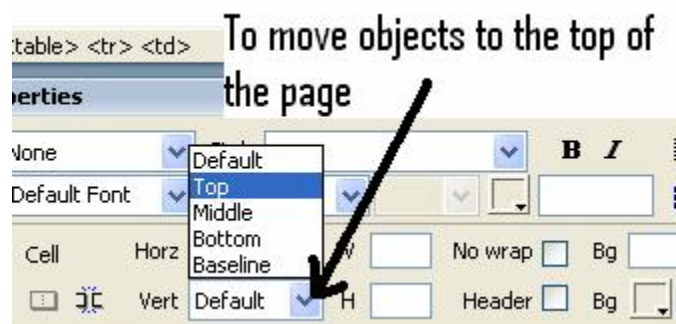 <table> <tr> <td>
To move objects to the top of
the page
perties
None
B I
Default Font
Default
Top
Middle
Bottom
Baseline
Cell Horz W No wrap Bg
Vert Default H Header Bg